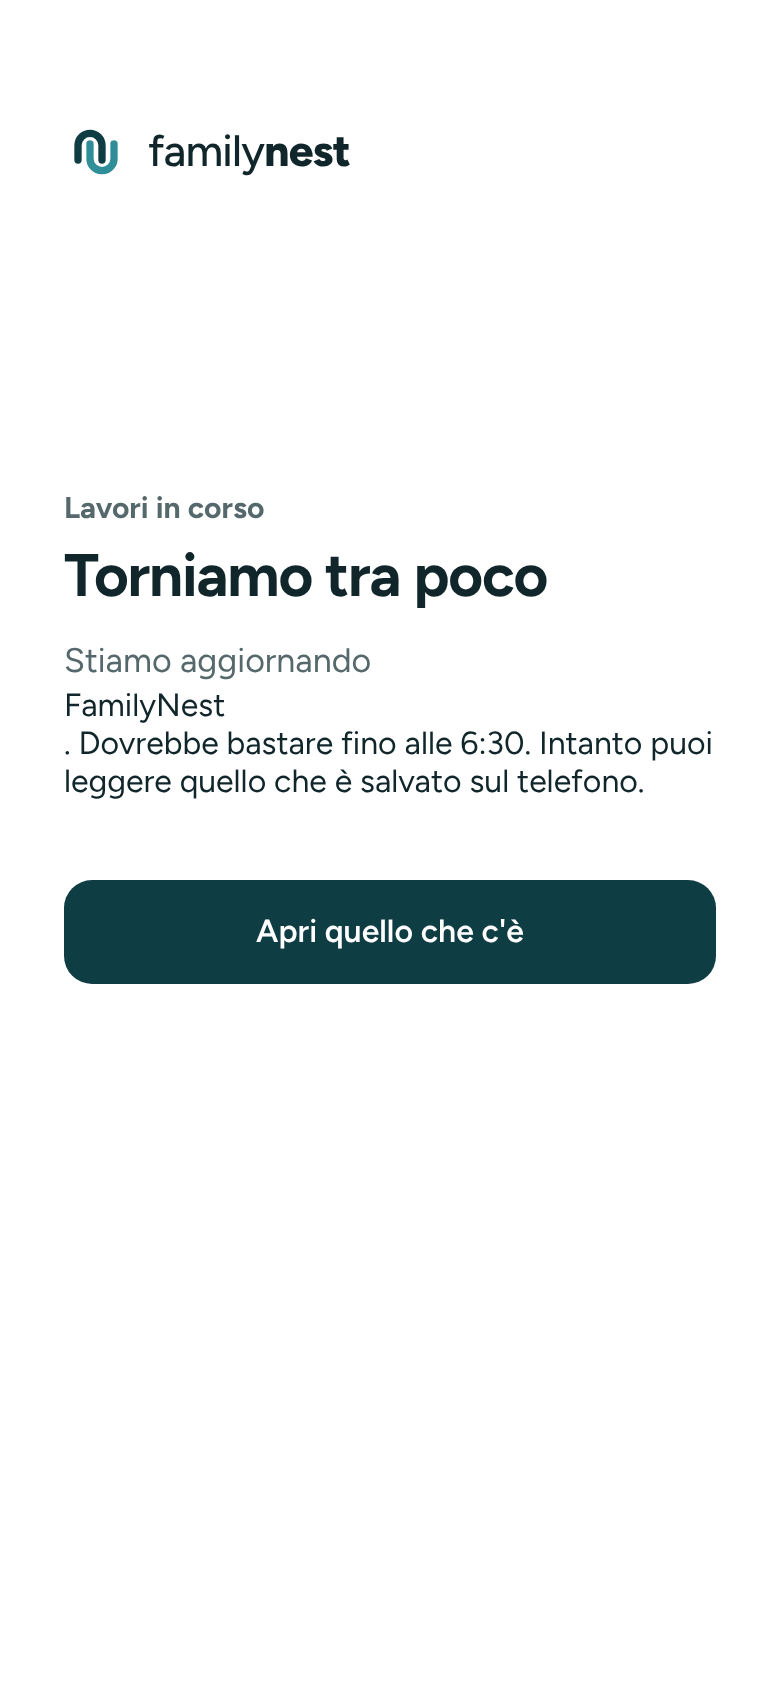 familynest
Lavori in corso
Torniamo tra poco
Stiamo aggiornando
FamilyNest
. Dovrebbe bastare fino alle 6:30. Intanto puoi
leggere quello che è salvato sul telefono.
Apri quello che c'è